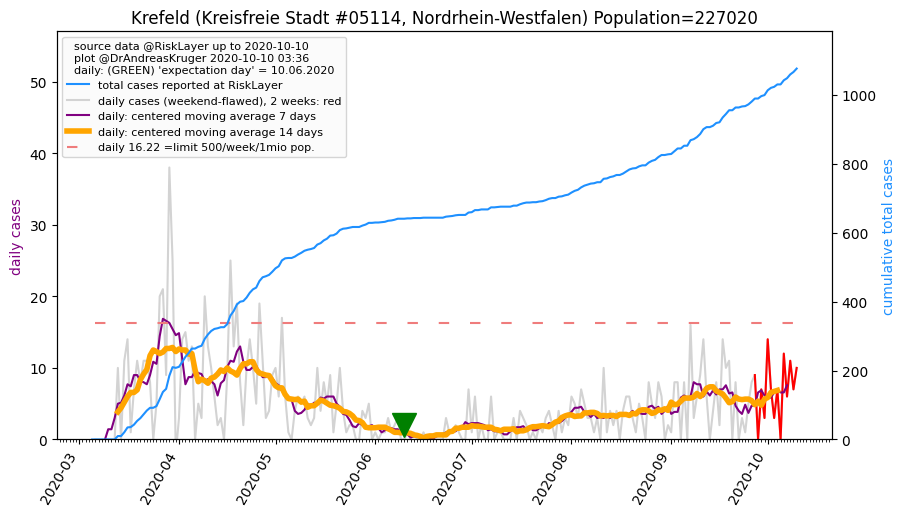 Krefeld (Kreisfreie Stadt #05114, Nordrhein-Westfalen) Population=227020
source data @RiskLayer up to 2020-10-10
plot @DrAndreasKruger 2020-10-10 03:36
daily: (GREEN) 'expectation day' = 10.06.2020
total cases reported at RiskLayer
daily cases (weekend-flawed), 2 weeks: red
daily: centered moving average 7 days
daily: centered moving average 14 days
daily 16.22 =limit 500/week/1mio pop.
daily cases
50
40
30
20
10
0
cumulative total cases
1000
800
600
400
200
0
2020-03
2020-04
2020-05
2020-06
2020-07
2020-08
2020-09
2020-10